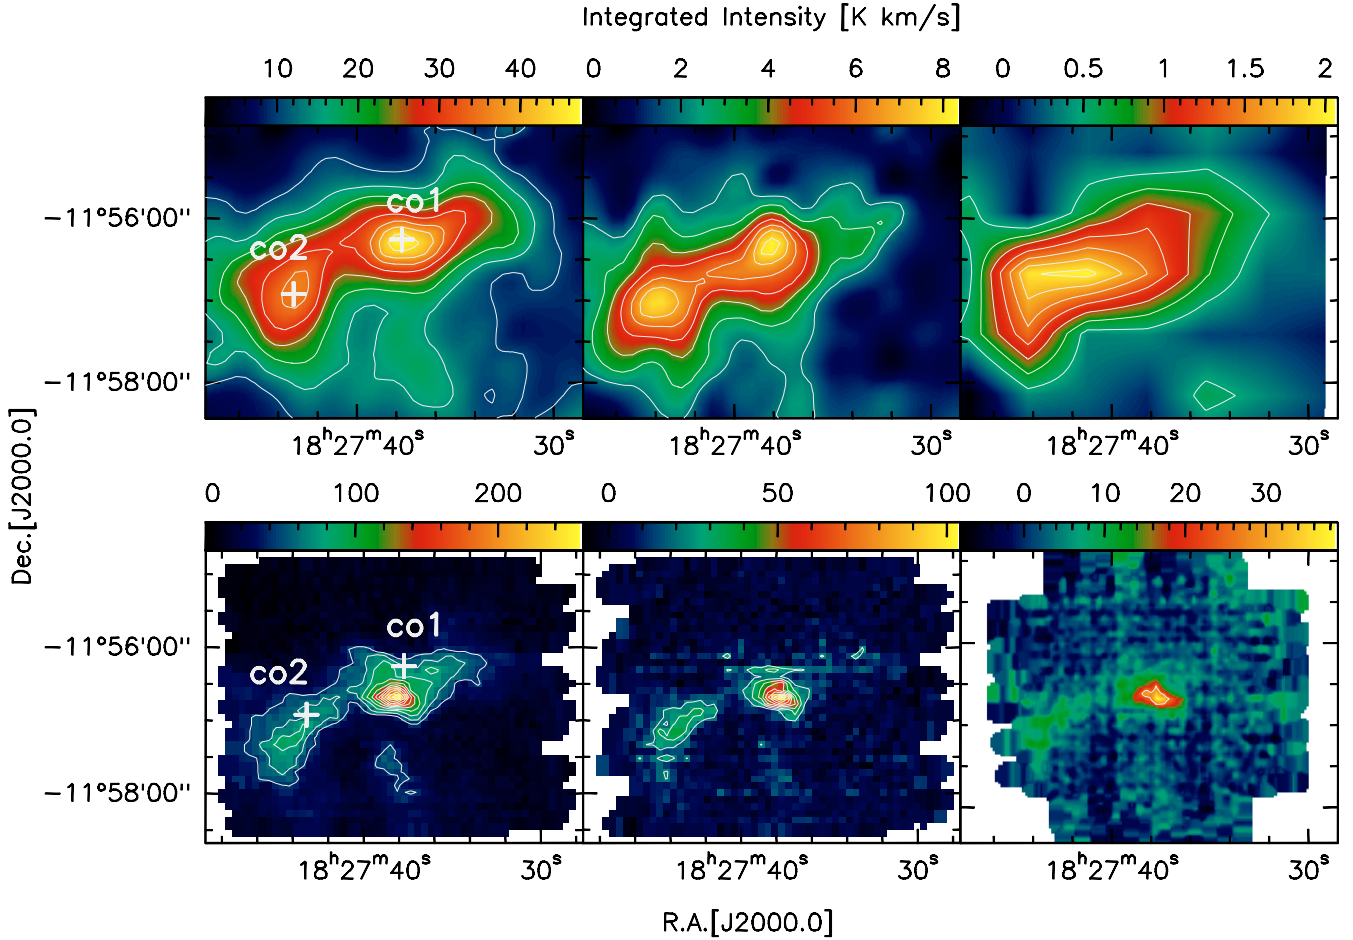 Integrated Intensity [K km/s]
10 20 30 40 0 2 4 6 8 0 0.5 1 1.5 2
co1
co2
−11°56'00"
−11°58'00"
18h27m40s 30s 18h27m40s 30s 18h27m40s 30s
0 100 200 0 50 100 0 10 20 30
co1
co2
−11°56'00"
−11°58'00"
18h27m40s 30s 18h27m40s 30s 18h27m40s 30s
Dec.[J2000.0]
R.A.[J2000.0]